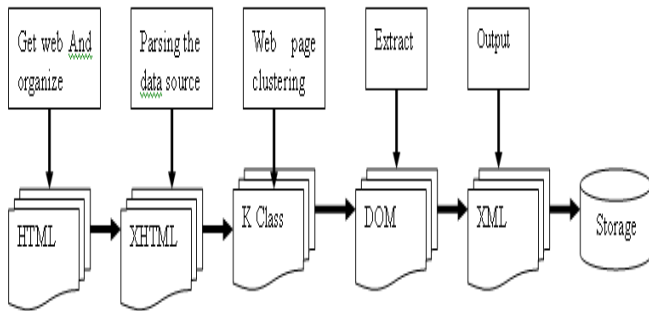 Get web And
organize
Parsing the
data source
Web page
clustering
Extract
Output
HTML
XHTML
K Class
DOM
XML
Storage